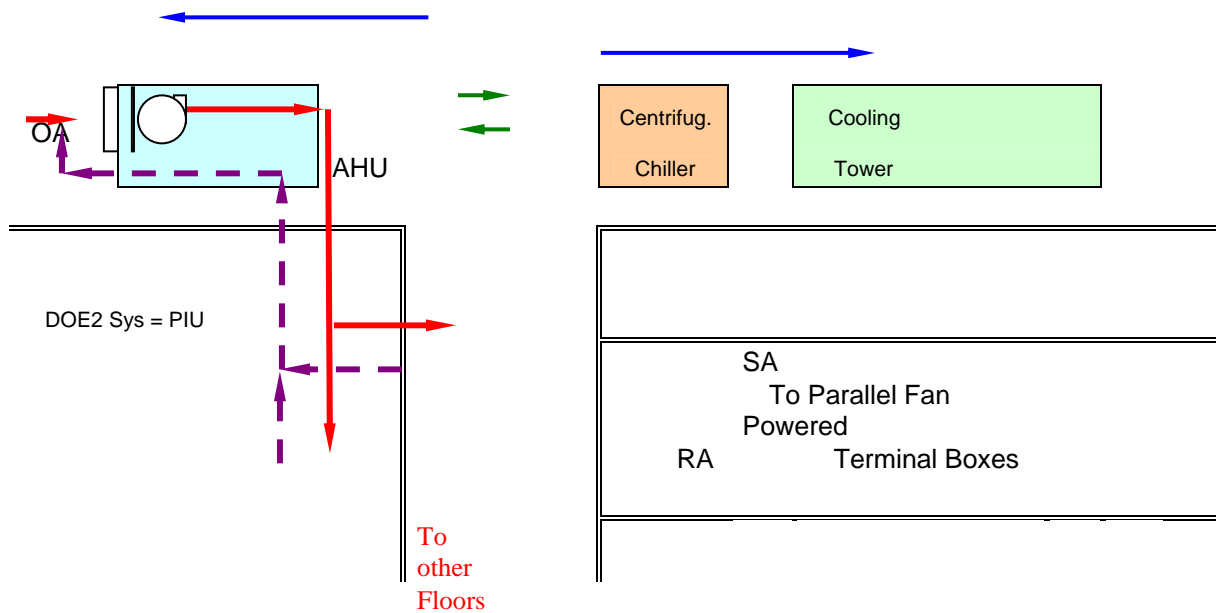 Centrifug.
Chiller
Cooling
Tower
OA
AHU
DOE2 Sys = PIU
SA
To Parallel Fan
Powered
RA Terminal Boxes
To
other
Floors